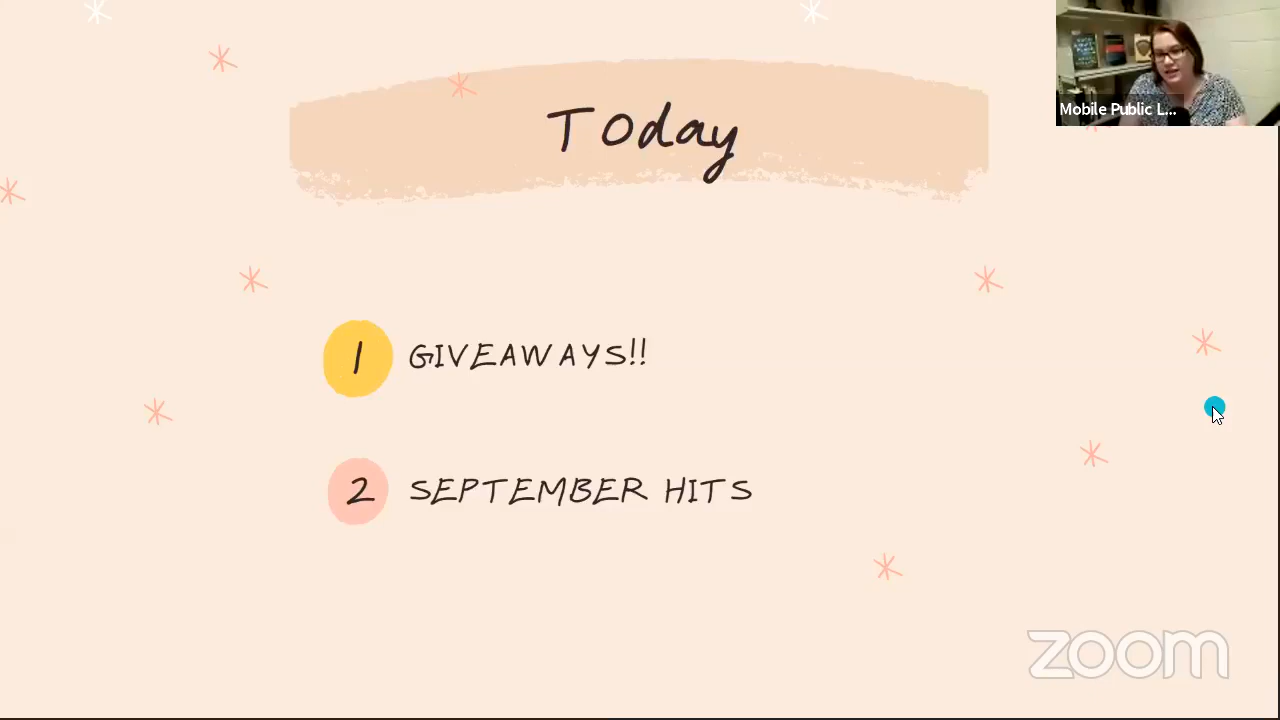 Today
Mobile Public L...
1 GIVEAWAYS!!
2 SEPTEMBER HITS
zoom